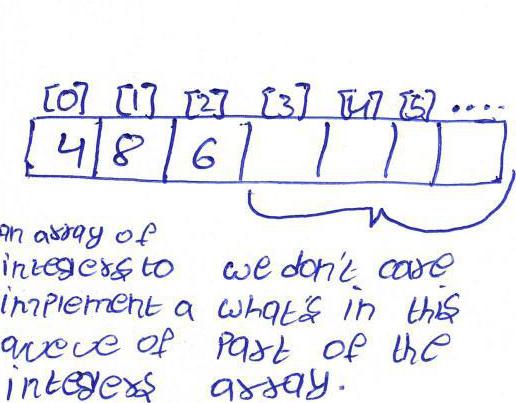 [0] [1] [2] [3] [4] [5] ....
4 8 6
an array of
integers to
implement a
queue of
integers
we don't care
what's in this
part of the
array.